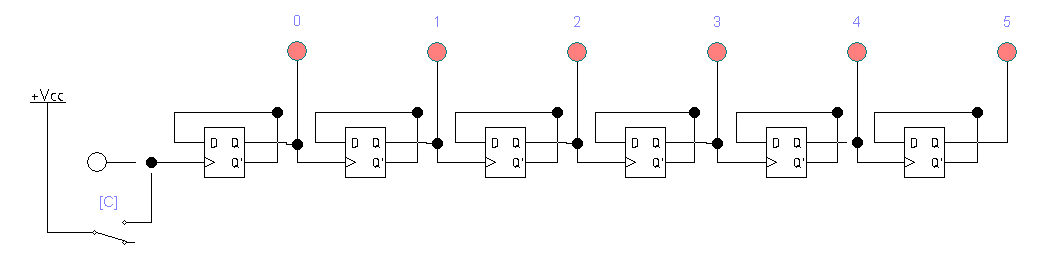 0 1 2 3 4 5
+Vcc
D Q D Q D Q D Q D Q D Q
Q' Q' Q' Q' Q' Q'
[C]